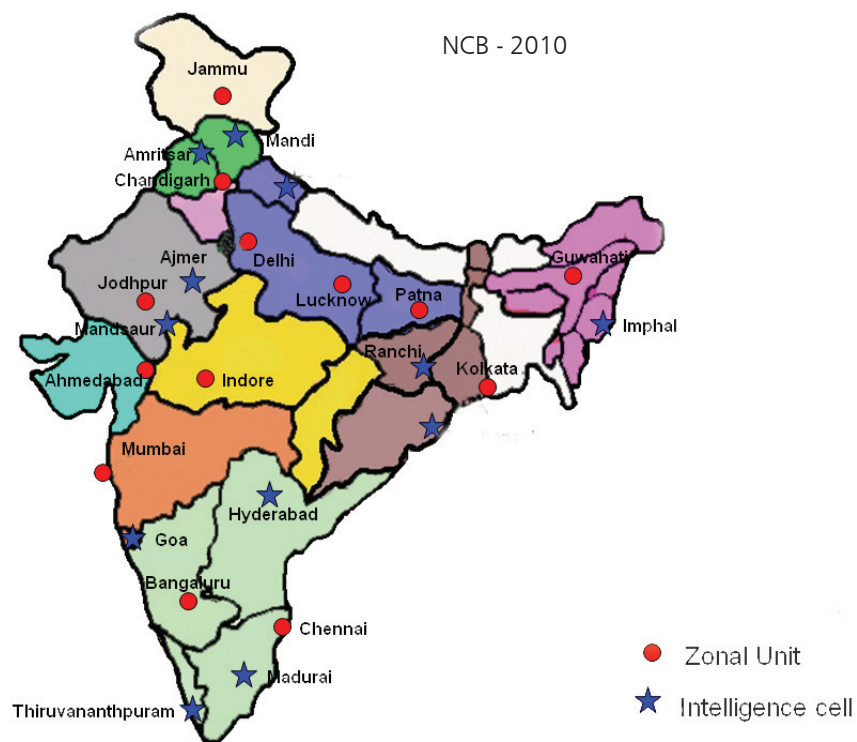 NCB - 2010
Jammu
Mandi
Amritsar
Chandigarh
Ajmer
Delhi
Guwahati
Jodhpur
Lucknow
Patna
Mandsaur
Imphal
Ranchi
Kolkata
Ahmedabad
Indore
Mumbai
Hyderabad
Goa
Bangaluru
Chennai
Zonal Unit
Madurai
Thiruvananthpuram
Intelligence cell